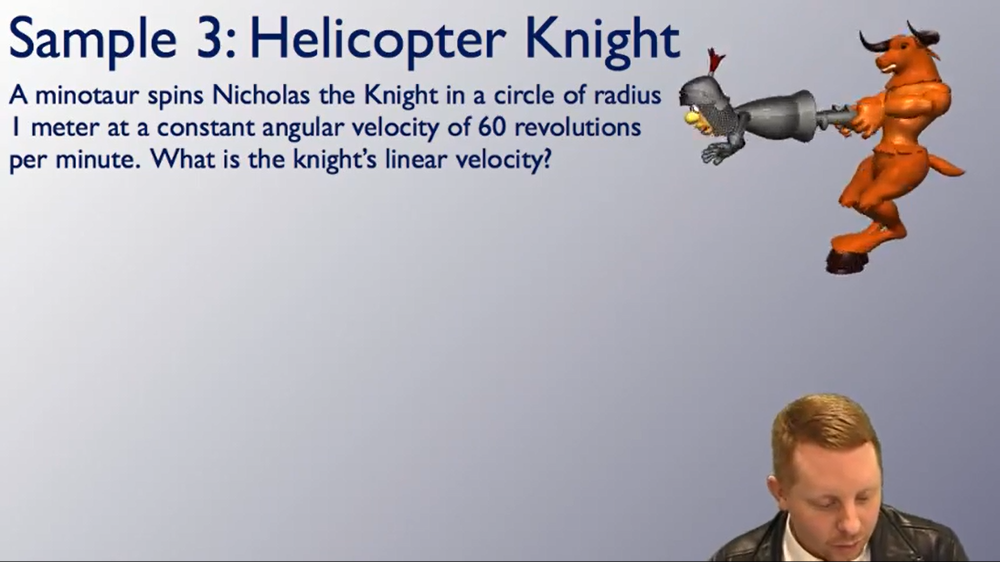 Sample 3: Helicopter Knight
A minotaur spins Nicholas the Knight in a circle of radius
1 meter at a constant angular velocity of 60 revolutions
per minute. What is the knight’s linear velocity?